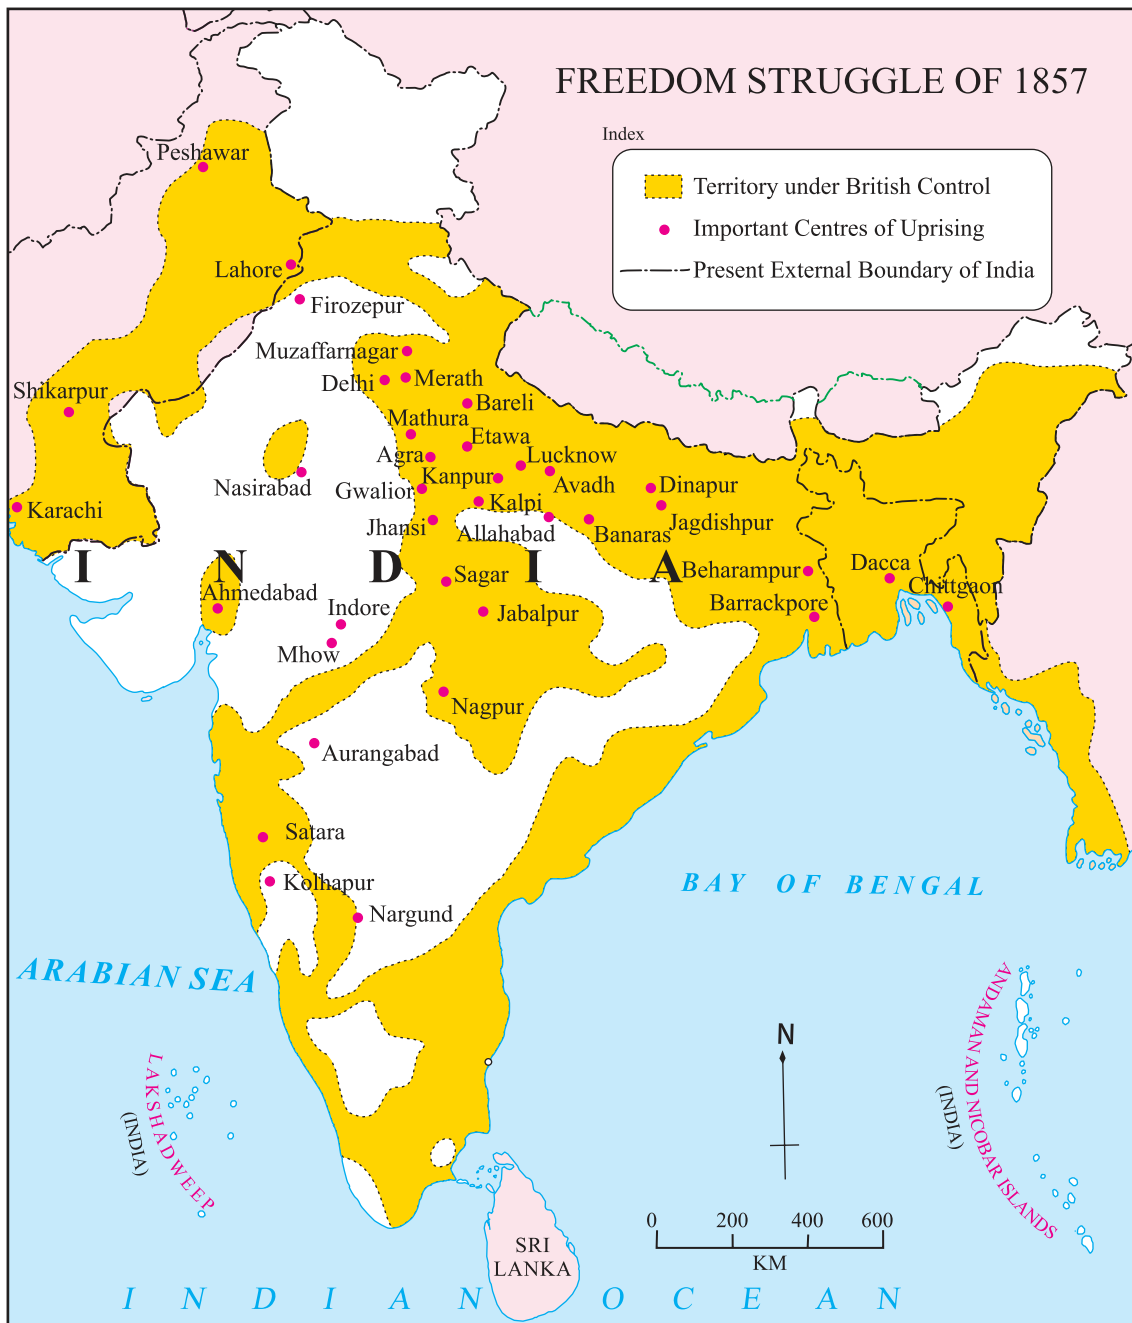 FREEDOM STRUGGLE OF 1857
Index
Territory under British Control
Important Centres of Uprising
Present External Boundary of India
Peshawar
Lahore
Firozepur
Muzaffarnagar
Delhi
Merath
Shikarpur
Bareli
Mathura
Etawa
Agra
Lucknow
Kanpur
Avadh
Nasirabad
Gwalior
Dinapur
Karachi
Kalpi
Jagdishpur
Jhansi
Allahabad
Banaras
I N D I A
Sagar
Beharampur
Dacca
Chittgaon
Ahmedabad
Indore
Jabalpur
Barrackpore
Mhow
Nagpur
Aurangabad
Satara
Kolhapur
Nargund
BAY OF BENGAL
ARABIAN SEA
ANDAMAN AND NICOBAR ISLANDS
(INDIA)
LAKSHADWEEP
(INDIA)
N
0 200 400 600
KM
SRI
LANKA
I N D I A N O C E A N